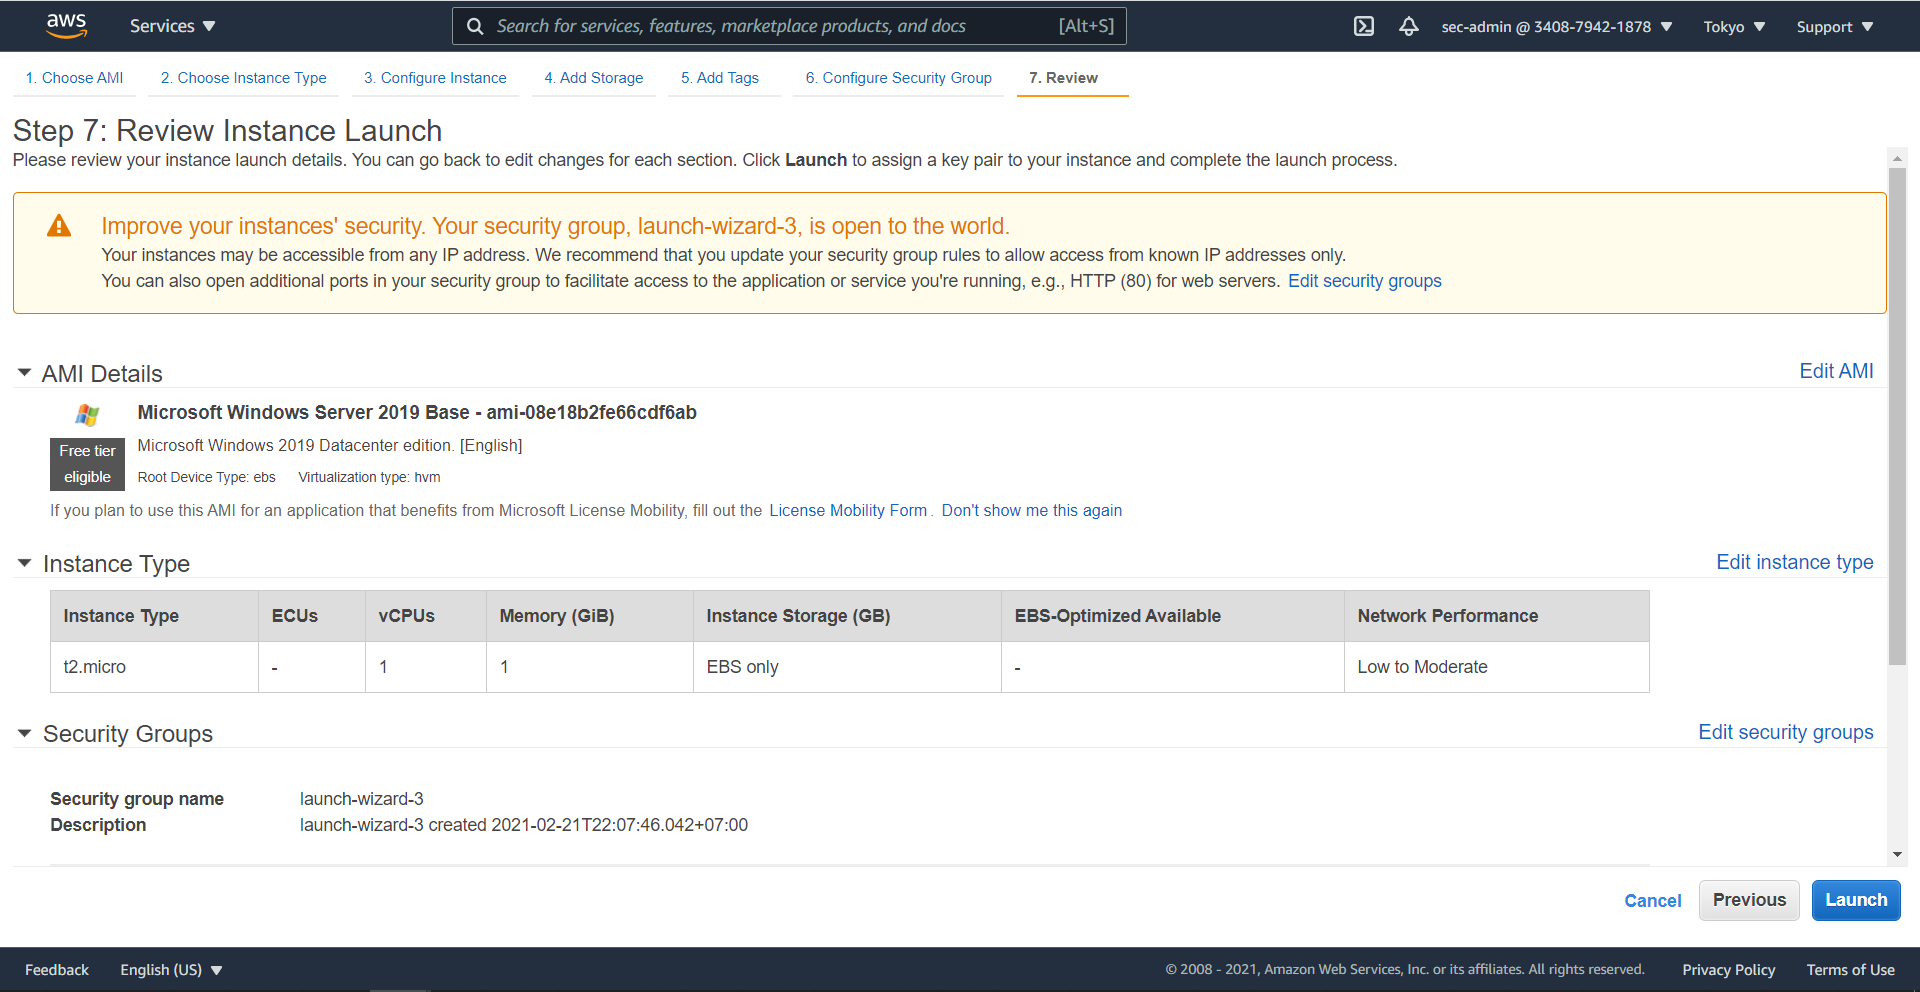 aws
Services
Search for services, features, marketplace products, and docs [Alt+S]
sec-admin @ 3408-7942-1878
Tokyo
Support
1. Choose AMI
2. Choose Instance Type
3. Configure Instance
4. Add Storage
5. Add Tags
6. Configure Security Group
7. Review
Step 7: Review Instance Launch
Please review your instance launch details. You can go back to edit changes for each section. Click Launch to assign a key pair to your instance and complete the launch process.
Improve your instances' security. Your security group, launch-wizard-3, is open to the world.
Your instances may be accessible from any IP address. We recommend that you update your security group rules to allow access from known IP addresses only.
You can also open additional ports in your security group to facilitate access to the application or service you're running, e.g., HTTP (80) for web servers. Edit security groups
AMI Details
Edit AMI
Microsoft Windows Server 2019 Base - ami-08e18b2fe66cdf6ab
Free tier
eligible
Microsoft Windows 2019 Datacenter edition. [English]
Root Device Type: ebs Virtualization type: hvm
If you plan to use this AMI for an application that benefits from Microsoft License Mobility, fill out the License Mobility Form. Don't show me this again
Instance Type
Edit instance type
Instance Type ECUs vCPUs Memory (GiB) Instance Storage (GB) EBS-Optimized Available Network Performance
t2.micro - 1 1 EBS only - Low to Moderate
Security Groups
Edit security groups
Security group name launch-wizard-3
Description launch-wizard-3 created 2021-02-21T22:07:46.042+07:00
Cancel
Previous
Launch
Feedback
English (US)
© 2008 - 2021, Amazon Web Services, Inc. or its affiliates. All rights reserved.
Privacy Policy
Terms of Use